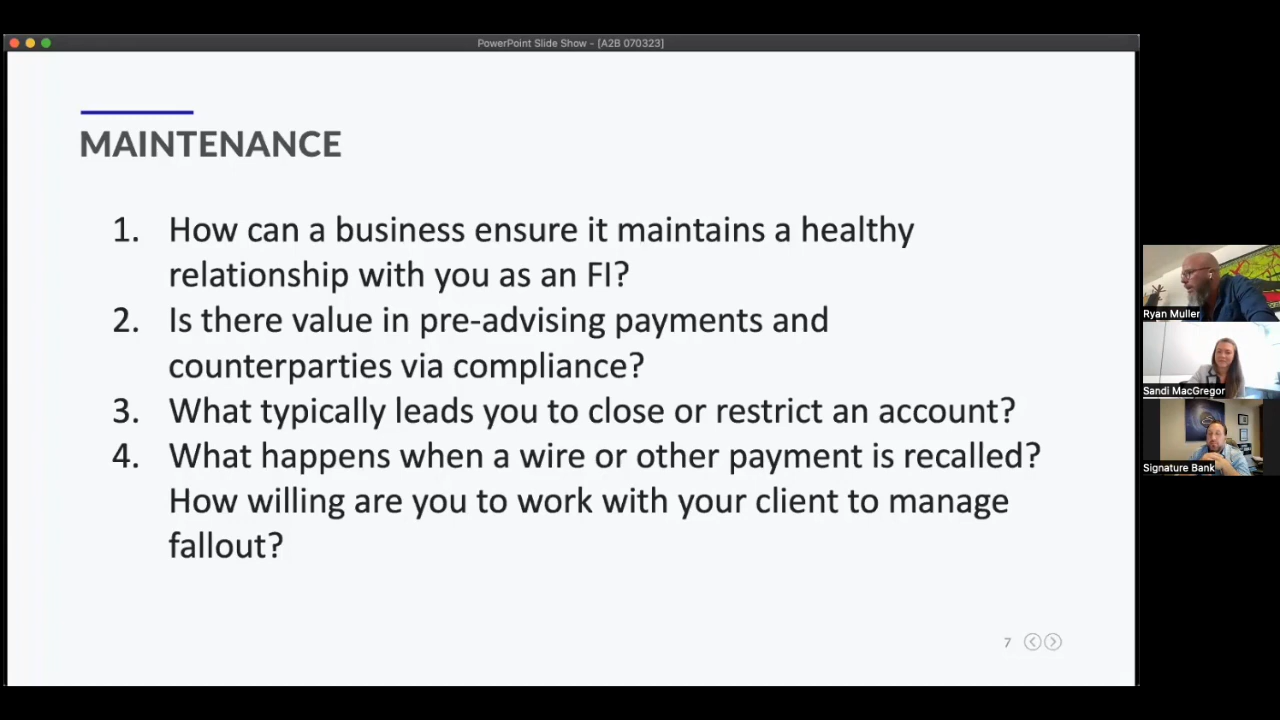 PowerPoint Slide Show - [A2B 070323]
MAINTENANCE
1. How can a business ensure it maintains a healthy
relationship with you as an FI?
2. Is there value in pre-advising payments and
counterparties via compliance?
3. What typically leads you to close or restrict an account?
4. What happens when a wire or other payment is recalled?
How willing are you to work with your client to manage
fallout?
7
Ryan Muller
Sandi MacGregor
Signature Bank